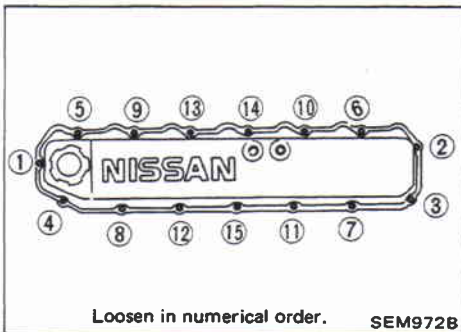 5 9 13 14 10 6
1 NISSAN 2
4 8 12 15 11 7 3
Loosen in numerical order. SEM972B